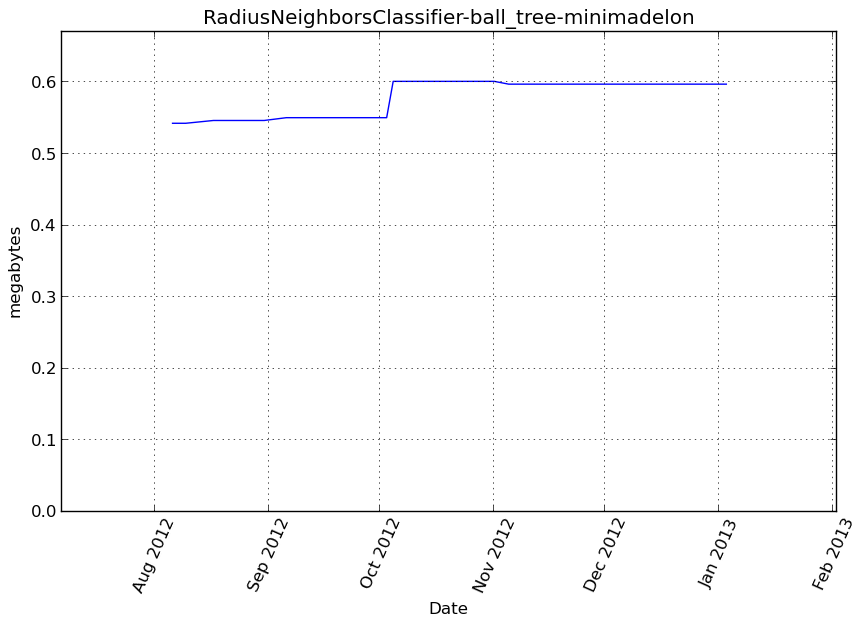 RadiusNeighborsClassifier-ball_tree-minimadelon
0.6
0.5
0.4
0.3
0.2
0.1
0.0
megabytes
Aug 2012
Sep 2012
Oct 2012
Nov 2012
Dec 2012
Jan 2013
Feb 2013
Date